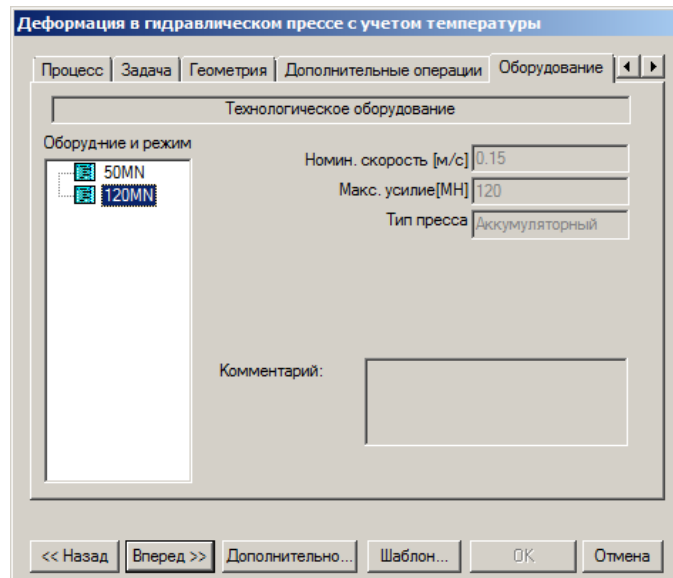 Деформация в гидравлическом прессе с учетом температуры
Процесс Задача Геометрия Дополнительные операции Оборудование
Технологическое оборудование
Оборуд-ние и режим
50MN
120MN
Номин. скорость [м/с] 0.15
Макс. усилие[МН] 120
Тип пресса Аккумуляторный
Комментарий:
<< Назад Вперед >> Дополнительно... Шаблон... OK Отмена